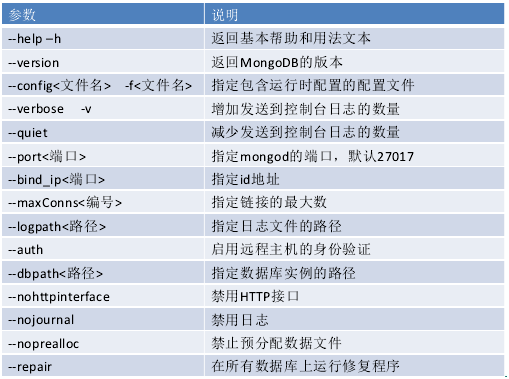 参数 说明
--help –h 返回基本帮助和用法文本
--version 返回MongoDB的版本
--config<文件名> -f<文件名> 指定包含运行时配置的配置文件
--verbose -v 增加发送到控制台日志的数量
--quiet 减少发送到控制台日志的数量
--port<端口> 指定mongod的端口，默认27017
--bind_ip<端口> 指定id地址
--maxConns<编号> 指定链接的最大数
--logpath<路径> 指定日志文件的路径
--auth 启用远程主机的身份验证
--dbpath<路径> 指定数据库实例的路径
--nohttpinterface 禁用HTTP接口
--nojournal 禁用日志
--noprealloc 禁止预分配数据文件
--repair 在所有数据库上运行修复程序